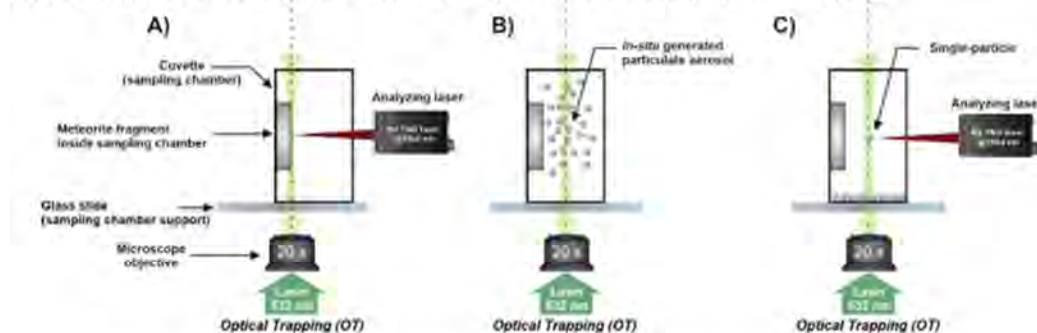 A)
B)
C)
Cuvette
(sampling chamber)
Analyzing laser
Meteorite fragment
inside sampling chamber
Glass slide
(sampling chamber support)
Microscope
objective
20 x
Laser
532 nm
Optical Trapping (OT)
in-situ generated
particulate aerosol
20 x
Laser
532 nm
Optical Trapping (OT)
Single-particle
Analyzing laser
20 x
Laser
532 nm
Optical Trapping (OT)